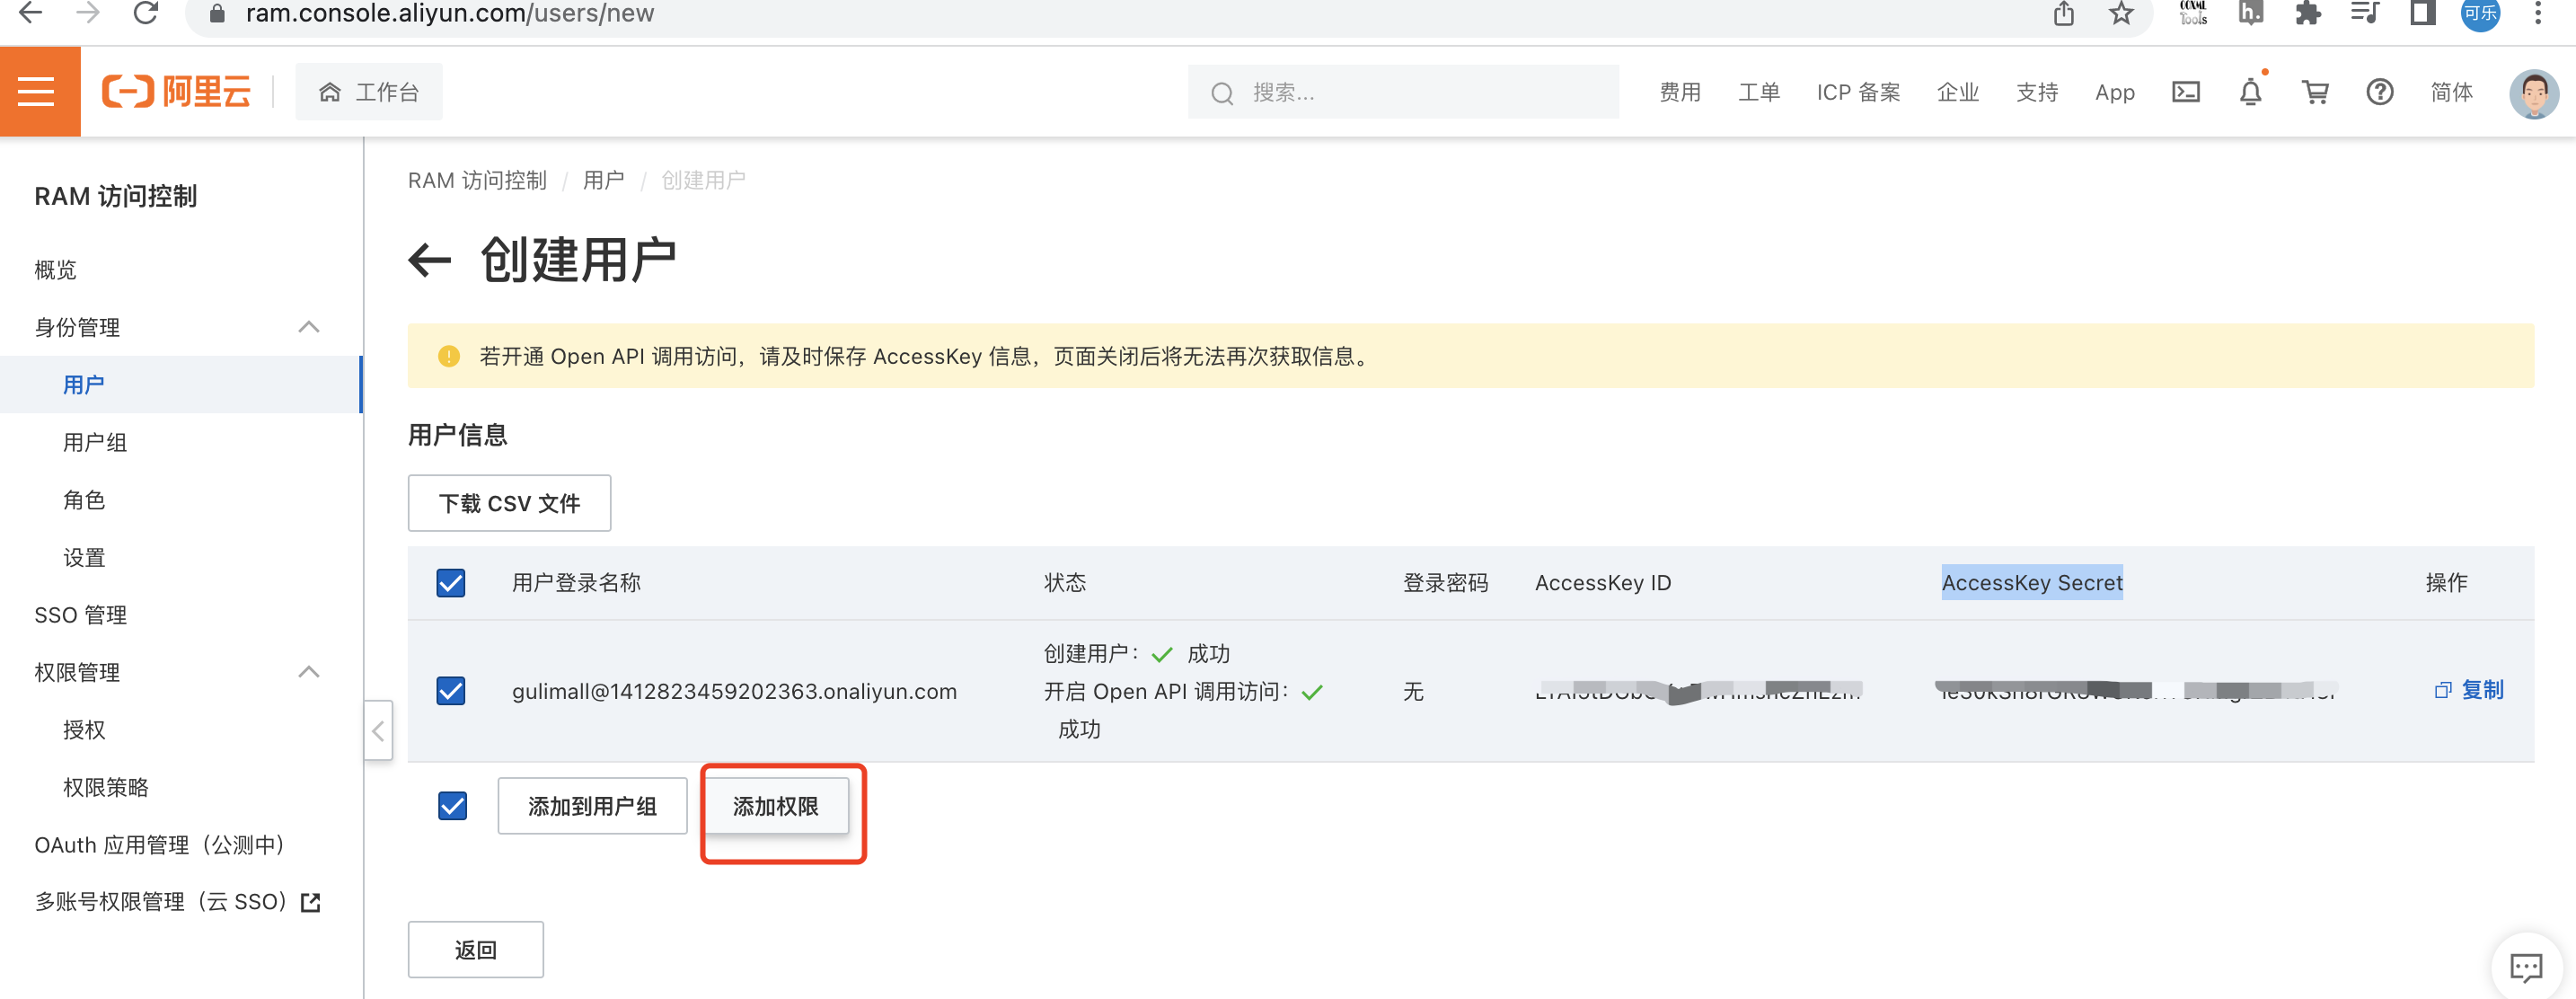 ram.console.aliyun.com/users/new
可乐
阿里云
工作台
搜索...
费用 工单 ICP 备案 企业 支持 App 简体
RAM 访问控制
概览
身份管理
用户
用户组
角色
设置
SSO 管理
权限管理
授权
权限策略
OAuth 应用管理（公测中）
多账号权限管理（云 SSO）
RAM 访问控制 / 用户 / 创建用户
创建用户
若开通 Open API 调用访问，请及时保存 AccessKey 信息，页面关闭后将无法再次获取信息。
用户信息
下载 CSV 文件
用户登录名称 状态 登录密码 AccessKey ID AccessKey Secret 操作
创建用户： 成功
gulimall@1412823459202363.onaliyun.com 开启 Open API 调用访问： 无 复制
成功
添加到用户组 添加权限
返回